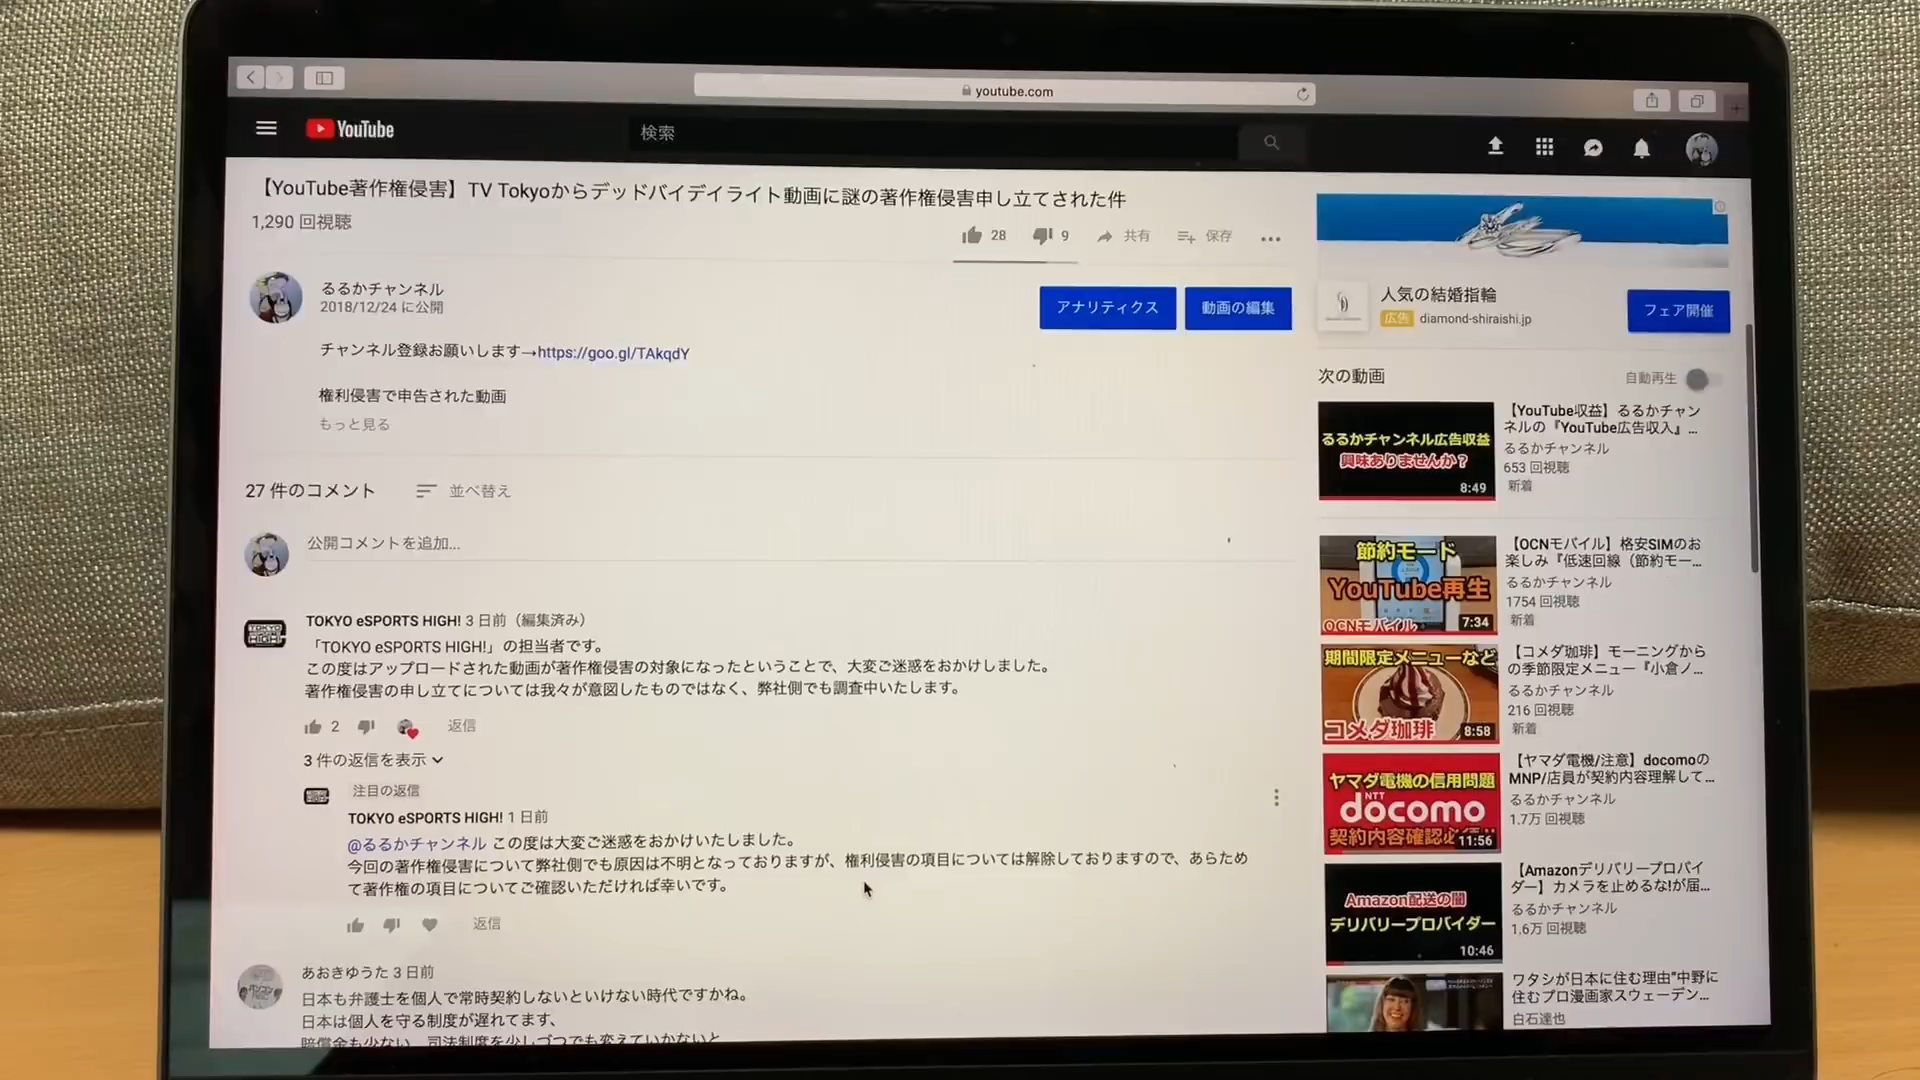 youtube.com
YouTube
検索
【YouTube著作権侵害】TV Tokyoからデッドバイデイライト動画に謎の著作権侵害申し立てされた件
1,290 回視聴
28
9
共有
保存
るるかチャンネル
2018/12/24 に公開
アナリティクス
動画の編集
チャンネル登録お願いします→https://goo.gl/TAkqdY
権利侵害で申告された動画
もっと見る
27 件のコメント
並べ替え
公開コメントを追加...
TOKYO eSPORTS HIGH! 3 日前（編集済み）
「TOKYO eSPORTS HIGH!」の担当者です。
この度はアップロードされた動画が著作権侵害の対象になったということで、大変ご迷惑をおかけしました。
著作権侵害の申し立てについては我々が意図したものではなく、弊社側でも調査中いたします。
2
返信
3 件の返信を表示
注目の返信
TOKYO eSPORTS HIGH! 1 日前
@るるかチャンネル この度は大変ご迷惑をおかけいたしました。
今回の著作権侵害について弊社側でも原因は不明となっておりますが、権利侵害の項目については解除しておりますので、あらため
て著作権の項目についてご確認いただければ幸いです。
返信
あおきゆうた 3 日前
日本も弁護士を個人で常時契約しないといけない時代ですかね。
日本は個人を守る制度が遅れてます、
賠償金も少ない、司法制度を少しづつでも変えていかないと
人気の結婚指輪
広告 diamond-shiraishi.jp
フェア開催
次の動画
自動再生
るるかチャンネル広告収益
興味ありませんか？
8:49
【YouTube収益】るるかチャン
ネルの『YouTube広告収入』...
るるかチャンネル
653 回視聴
新着
節約モード
YouTube再生
OCNモバイル
7:34
【OCNモバイル】格安SIMのお
楽しみ『低速回線（節約モー...
るるかチャンネル
1754 回視聴
新着
期間限定メニューなど
コメダ珈琲
8:58
【コメダ珈琲】モーニングから
の季節限定メニュー『小倉ノ...
るるかチャンネル
216 回視聴
新着
ヤマダ電機の信用問題
NTT
docomo
契約内容確認
11:56
【ヤマダ電機/注意】docomoの
MNP/店員が契約内容理解して...
るるかチャンネル
1.7万 回視聴
Amazon配送の闇
デリバリープロバイダー
10:46
【Amazonデリバリープロバイ
ダー】カメラを止めるな!が届...
るるかチャンネル
1.6万 回視聴
ワタシが日本に住む理由"中野に
住むプロ漫画家スウェーデン...
白石達也